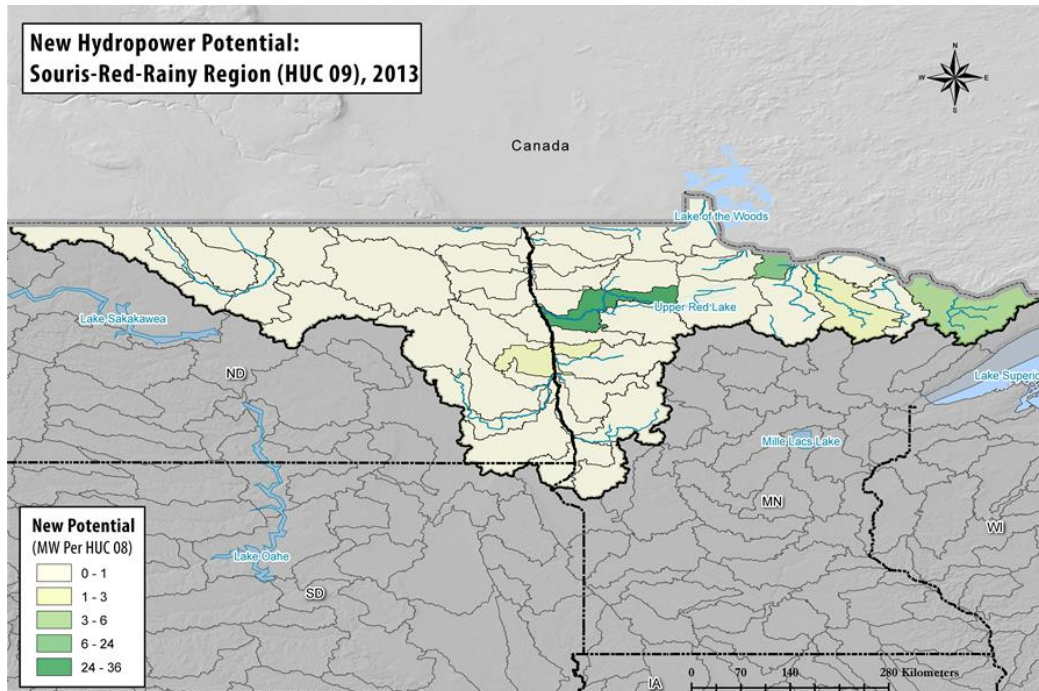 New Hydropower Potential:
Souris-Red-Rainy Region (HUC 09), 2013
N
W E
S
Canada
Lake of the Woods
Upper Red Lake
Lake Sakakawea
ND
Lake Superio
Mille Lacs Lake
MN
WI
New Potential
(MW Per HUC 08)
0 - 1
1 - 3
3 - 6
6 - 24
24 - 36
Lake Oahe
SD
IA
0 70 140 280 Kilometers